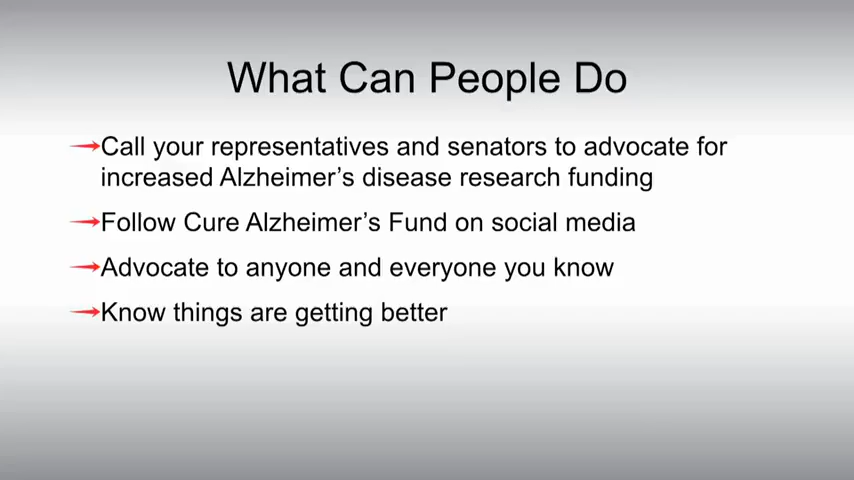 What Can People Do
Call your representatives and senators to advocate for
increased Alzheimer’s disease research funding
Follow Cure Alzheimer’s Fund on social media
Advocate to anyone and everyone you know
Know things are getting better